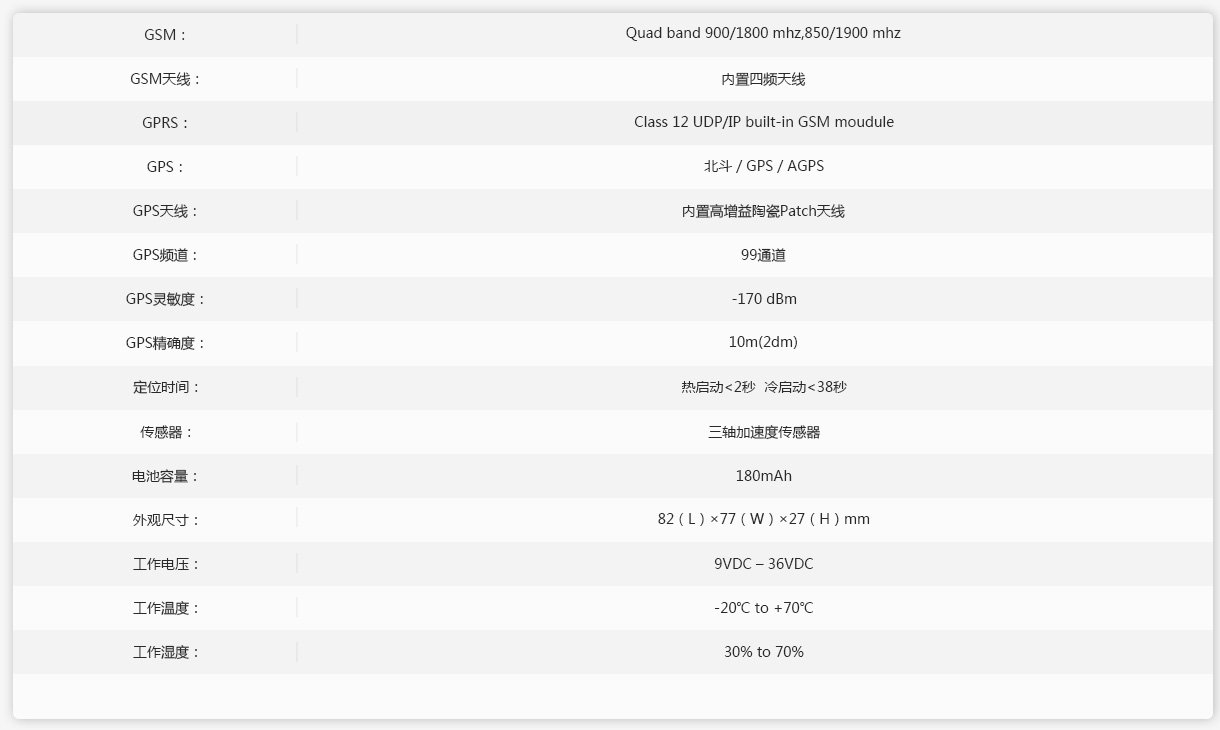 GSM： Quad band 900/1800 mhz,850/1900 mhz
GSM天线： 内置四频天线
GPRS： Class 12 UDP/IP built-in GSM moudule
GPS： 北斗 / GPS / AGPS
GPS天线： 内置高增益陶瓷Patch天线
GPS频道： 99通道
GPS灵敏度： -170 dBm
GPS精确度： 10m(2dm)
定位时间： 热启动<2秒 冷启动<38秒
传感器： 三轴加速度传感器
电池容量： 180mAh
外观尺寸： 82（L）×77（W）×27（H）mm
工作电压： 9VDC – 36VDC
工作温度： -20℃ to +70℃
工作湿度： 30% to 70%